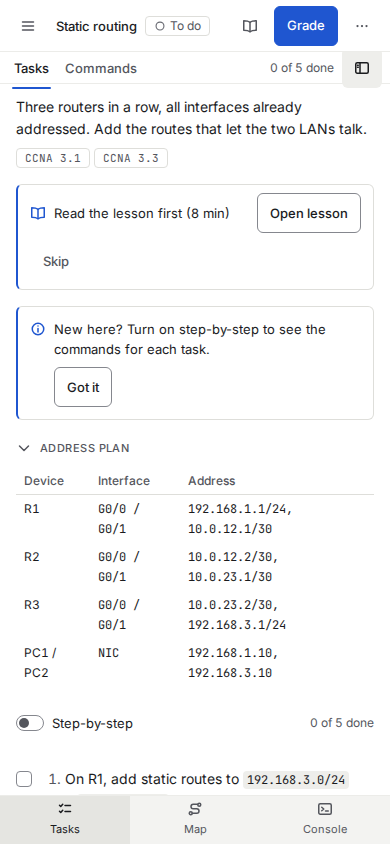 Static routing To do Grade
Tasks Commands 0 of 5 done
Three routers in a row, all interfaces already
addressed. Add the routes that let the two LANs talk.
CCNA 3.1 CCNA 3.3
Read the lesson first (8 min) Open lesson
Skip
New here? Turn on step-by-step to see the
commands for each task.
Got it
ADDRESS PLAN
Device Interface Address
R1 G0/0 / 192.168.1.1/24,
G0/1 10.0.12.1/30
R2 G0/0 / 10.0.12.2/30,
G0/1 10.0.23.1/30
R3 G0/0 / 10.0.23.2/30,
G0/1 192.168.3.1/24
PC1 / NIC 192.168.1.10,
PC2 192.168.3.10
Step-by-step 0 of 5 done
1. On R1, add static routes to 192.168.3.0/24
Tasks Map Console